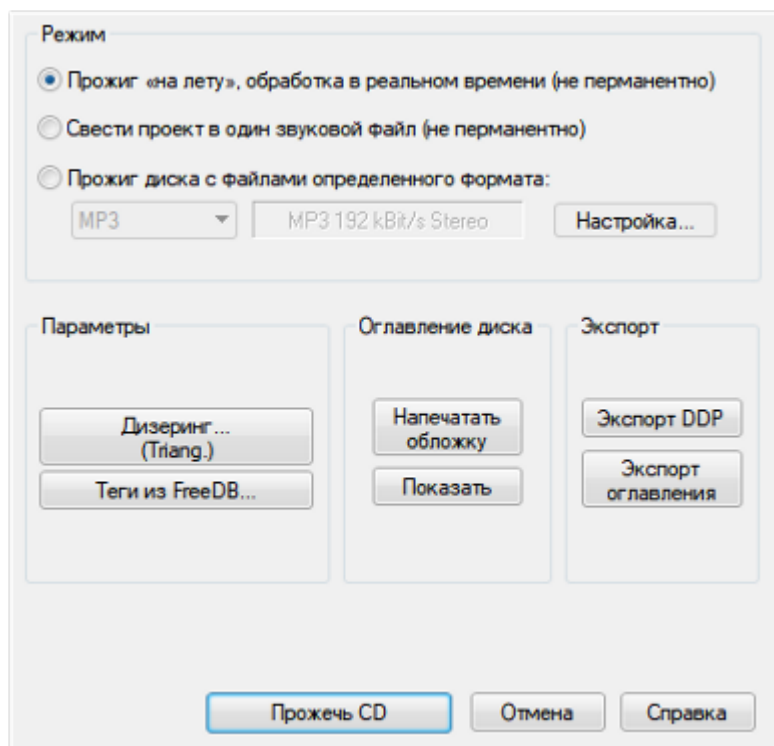 Режим
Прожиг «на лету», обработка в реальном времени (не перманентно)
Свести проект в один звуковой файл (не перманентно)
Прожиг диска с файлами определенного формата:
MP3 MP3 192 kBit/s Stereo Настройка...
Параметры
Дизеринг...
(Triang.)
Теги из FreeDB...
Оглавление диска
Напечатать
обложку
Показать
Экспорт
Экспорт DDP
Экспорт
оглавления
Прожечь CD Отмена Справка